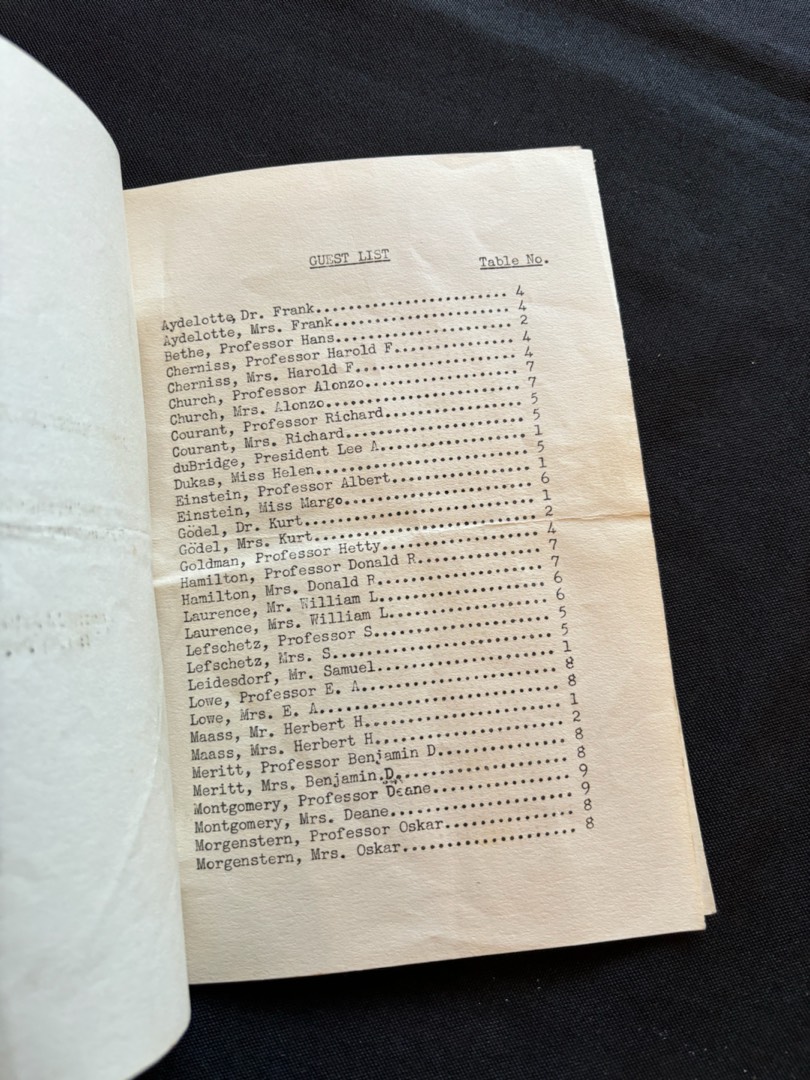 GUEST LIST Table No.
Aydelotte, Dr. Frank........................ 4
Aydelotte, Mrs. Frank...................... 4
Bethe, Professor Hans...................... 2
Cherniss, Professor Harold F............... 4
Cherniss, Mrs. Harold F.................... 4
Church, Professor Alonzo................... 7
Church, Mrs. Alonzo........................ 7
Courant, Professor Richard................. 5
Courant, Mrs. Richard...................... 5
duBridge, President Lee A.................. 1
Dukas, Miss Helen.......................... 5
Einstein, Professor Albert................. 1
Einstein, Miss Margo....................... 6
Gödel, Dr. Kurt............................ 1
Gödel, Mrs. Kurt........................... 2
Goldman, Professor Hetty................... 4
Hamilton, Professor Donald R............... 7
Hamilton, Mrs. Donald R.................... 7
Laurence, Mr. William L.................... 6
Laurence, Mrs. William L................... 6
Lefschetz, Professor S..................... 5
Lefschetz, Mrs. S.......................... 5
Leidesdorf, Mr. Samuel..................... 1
Lowe, Professor E. A....................... 8
Lowe, Mrs. E. A............................ 8
Maass, Mr. Herbert H....................... 1
Maass, Mrs. Herbert H...................... 2
Meritt, Professor Benjamin D............... 8
Meritt, Mrs. Benjamin D.................... 8
Montgomery, Professor Deane................ 9
Montgomery, Mrs. Deane..................... 9
Morgenstern, Professor Oskar............... 8
Morgenstern, Mrs. Oskar.................... 8